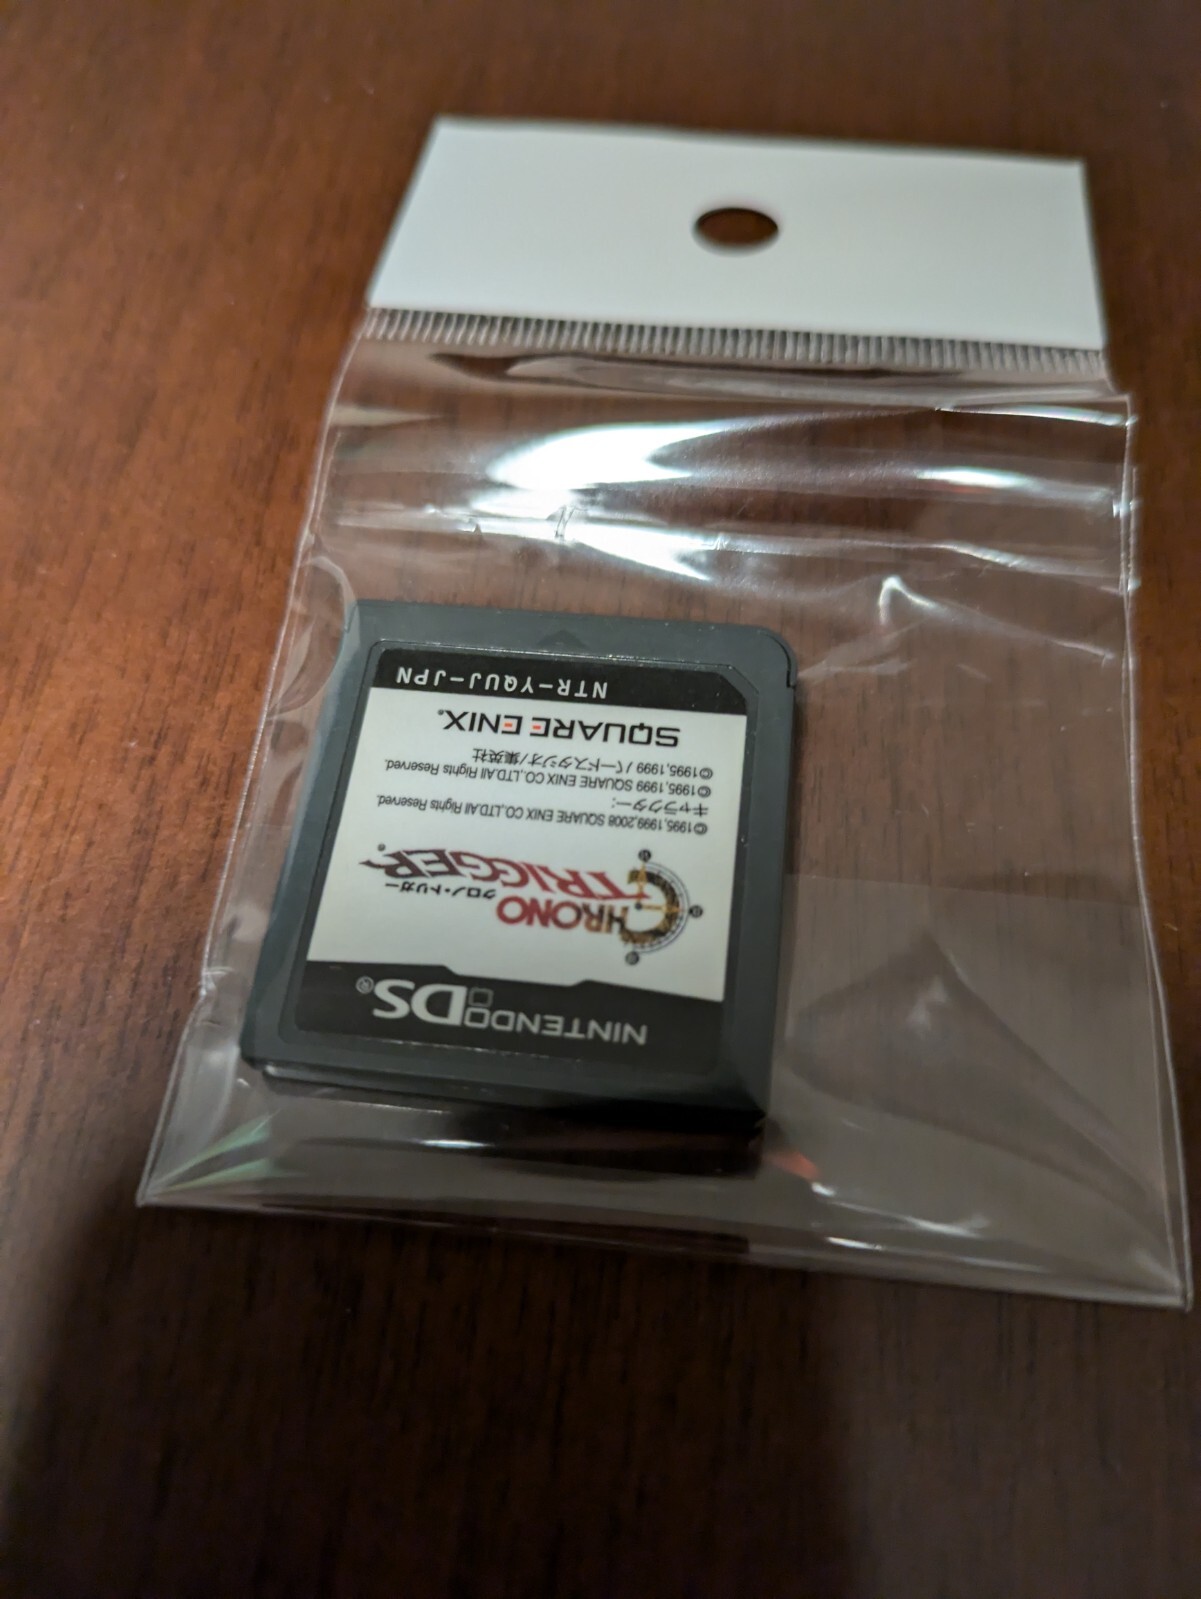 NINTENDO DS®
CHRONO
クロノ・トリガー
TRIGGER®
©1995,1999,2008 SQUARE ENIX CO.,LTD.All Rights Reserved.
キャラクター:
©1995,1999 SQUARE ENIX CO.,LTD.All Rights Reserved.
©1995,1999 バードスタジオ/集英社
SQUARE ENIX®
NTR-YQUJ-JPN